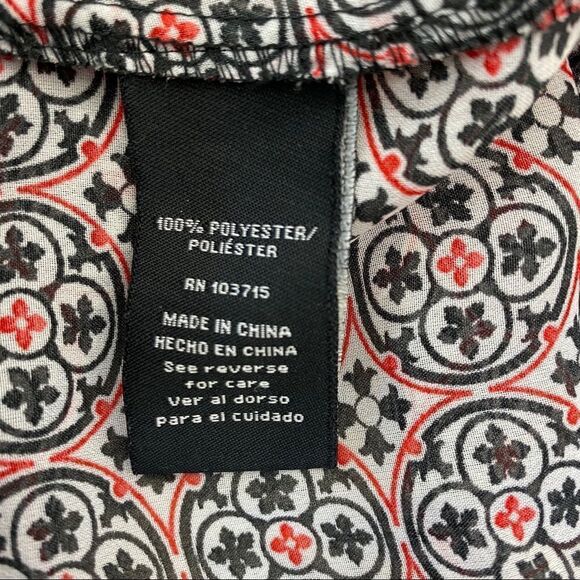 100% POLYESTER/
POLIÉSTER
RN 103715
MADE IN CHINA
HECHO EN CHINA
See reverse
for care
Ver al dorso
para el cuidado